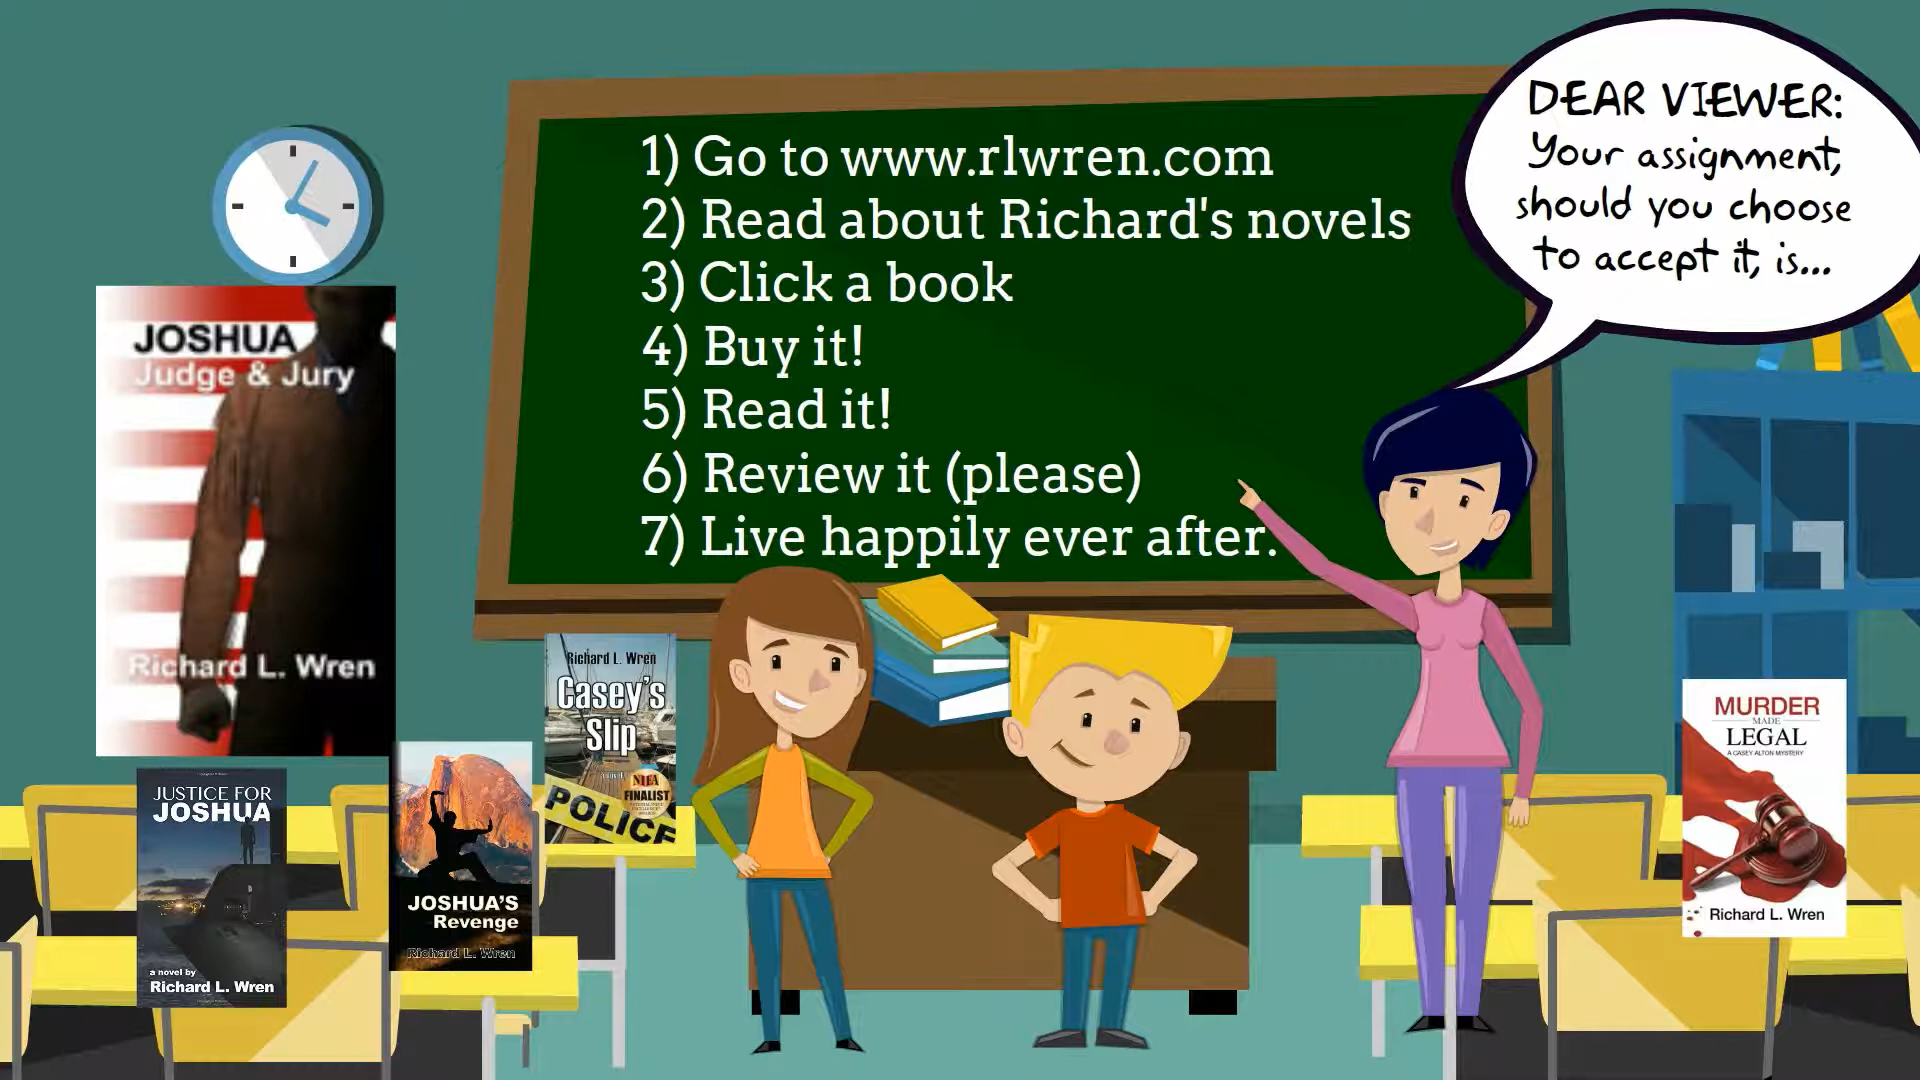 DEAR VIEWER:
Your assignment,
should you choose
to accept it, is...
1) Go to www.rlwren.com
2) Read about Richard's novels
3) Click a book
4) Buy it!
5) Read it!
6) Review it (please)
7) Live happily ever after.
JOSHUA
Judge & Jury
Richard L. Wren
JUSTICE FOR
JOSHUA
a novel by
Richard L. Wren
JOSHUA'S
Revenge
Richard L. Wren
Richard L. Wren
Casey's
Slip
a novel
NIEA
FINALIST
POLICE
MURDER
MADE
LEGAL
A CASEY ALTON MYSTERY
Richard L. Wren